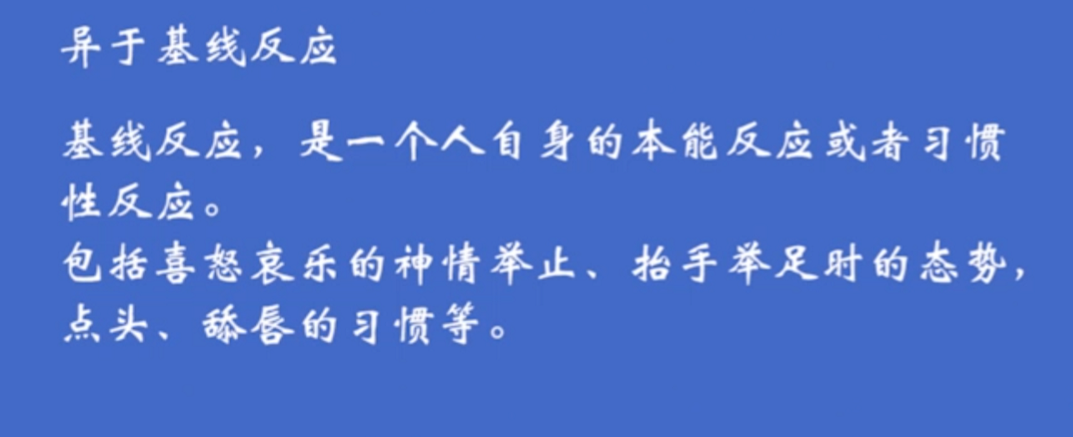 异于基线反应
基线反应，是一个人自身的本能反应或者习惯
性反应。
包括喜怒哀乐的神情举止、抬手举足时的态势，
点头、舔唇的习惯等。